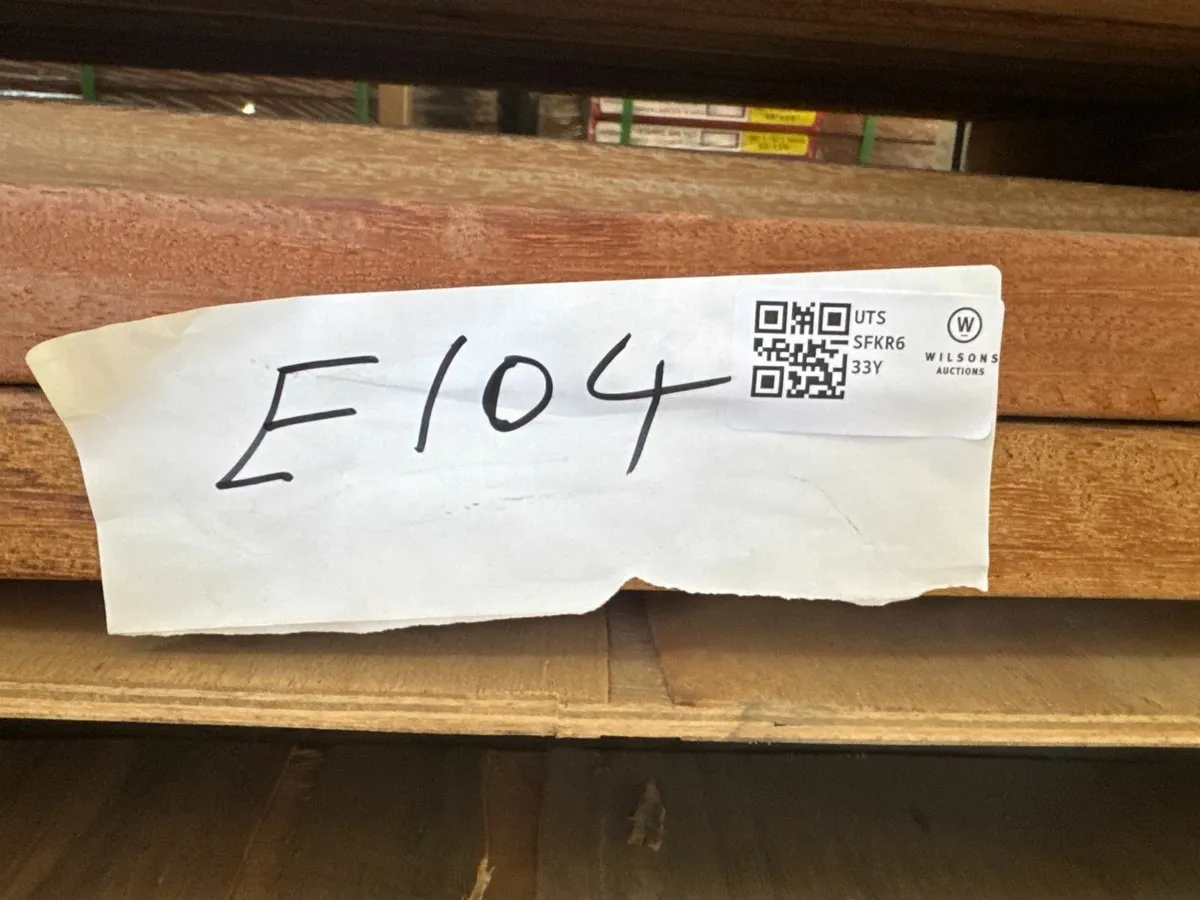 E104
UTS
SFKR6
33Y
W
WILSONS
AUCTIONS